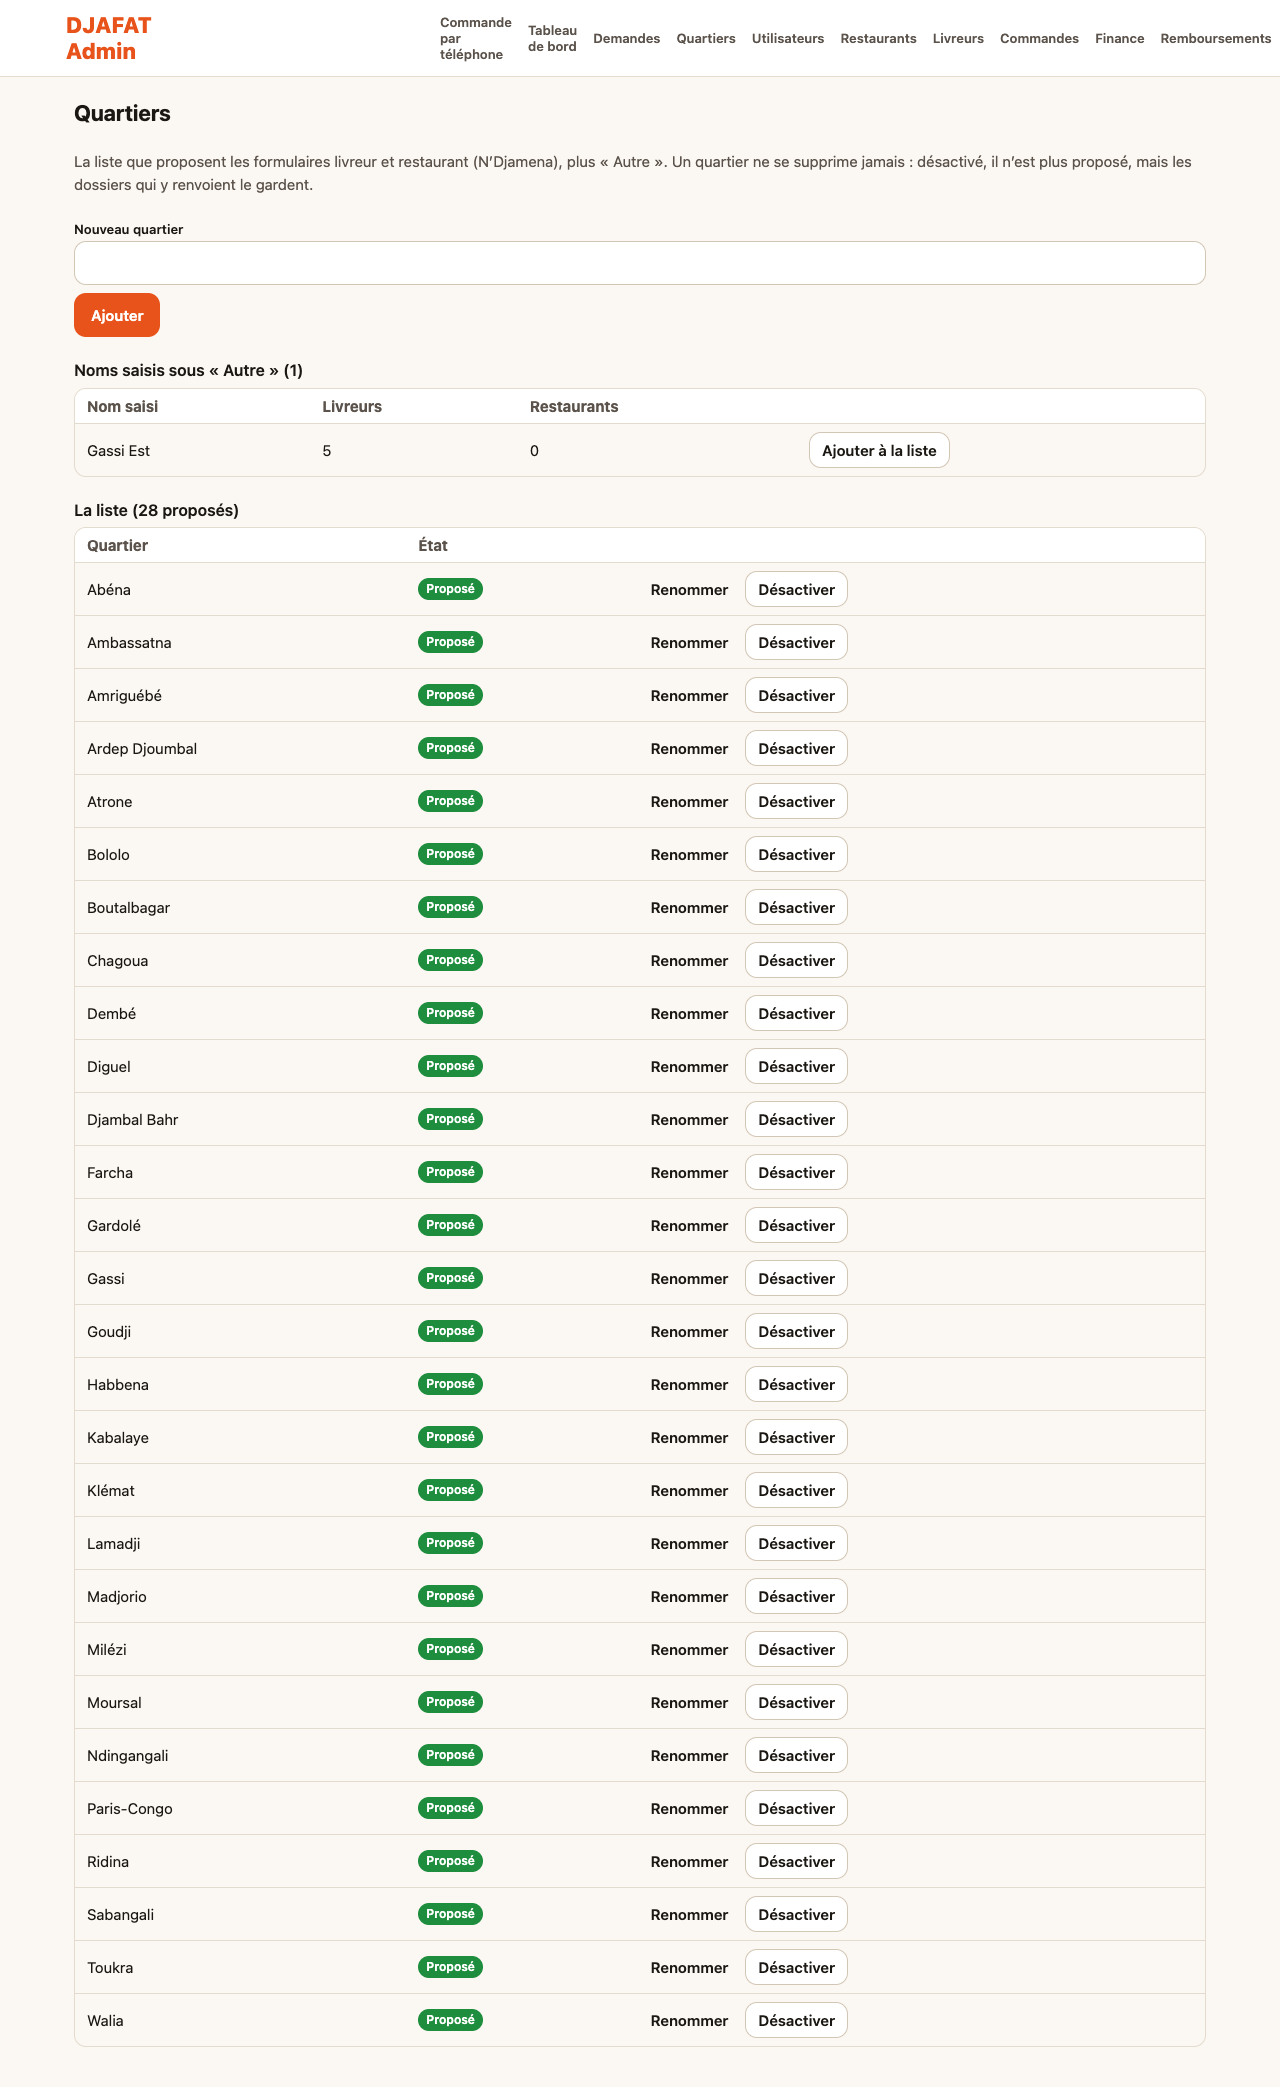 DJAFAT
Admin
Commande
par
téléphone
Tableau
de bord
Demandes
Quartiers
Utilisateurs
Restaurants
Livreurs
Commandes
Finance
Remboursements
Quartiers
La liste que proposent les formulaires livreur et restaurant (N’Djamena), plus « Autre ». Un quartier ne se supprime jamais : désactivé, il n’est plus proposé, mais les
dossiers qui y renvoient le gardent.
Nouveau quartier
Ajouter
Noms saisis sous « Autre » (1)
Nom saisi Livreurs Restaurants
Gassi Est 5 0 Ajouter à la liste
La liste (28 proposés)
Quartier État
Abéna Proposé Renommer Désactiver
Ambassatna Proposé Renommer Désactiver
Amriguébé Proposé Renommer Désactiver
Ardep Djoumbal Proposé Renommer Désactiver
Atrone Proposé Renommer Désactiver
Bololo Proposé Renommer Désactiver
Boutalbagar Proposé Renommer Désactiver
Chagoua Proposé Renommer Désactiver
Dembé Proposé Renommer Désactiver
Diguel Proposé Renommer Désactiver
Djambal Bahr Proposé Renommer Désactiver
Farcha Proposé Renommer Désactiver
Gardolé Proposé Renommer Désactiver
Gassi Proposé Renommer Désactiver
Goudji Proposé Renommer Désactiver
Habbena Proposé Renommer Désactiver
Kabalaye Proposé Renommer Désactiver
Klémat Proposé Renommer Désactiver
Lamadji Proposé Renommer Désactiver
Madjorio Proposé Renommer Désactiver
Milézi Proposé Renommer Désactiver
Moursal Proposé Renommer Désactiver
Ndingangali Proposé Renommer Désactiver
Paris-Congo Proposé Renommer Désactiver
Ridina Proposé Renommer Désactiver
Sabangali Proposé Renommer Désactiver
Toukra Proposé Renommer Désactiver
Walia Proposé Renommer Désactiver